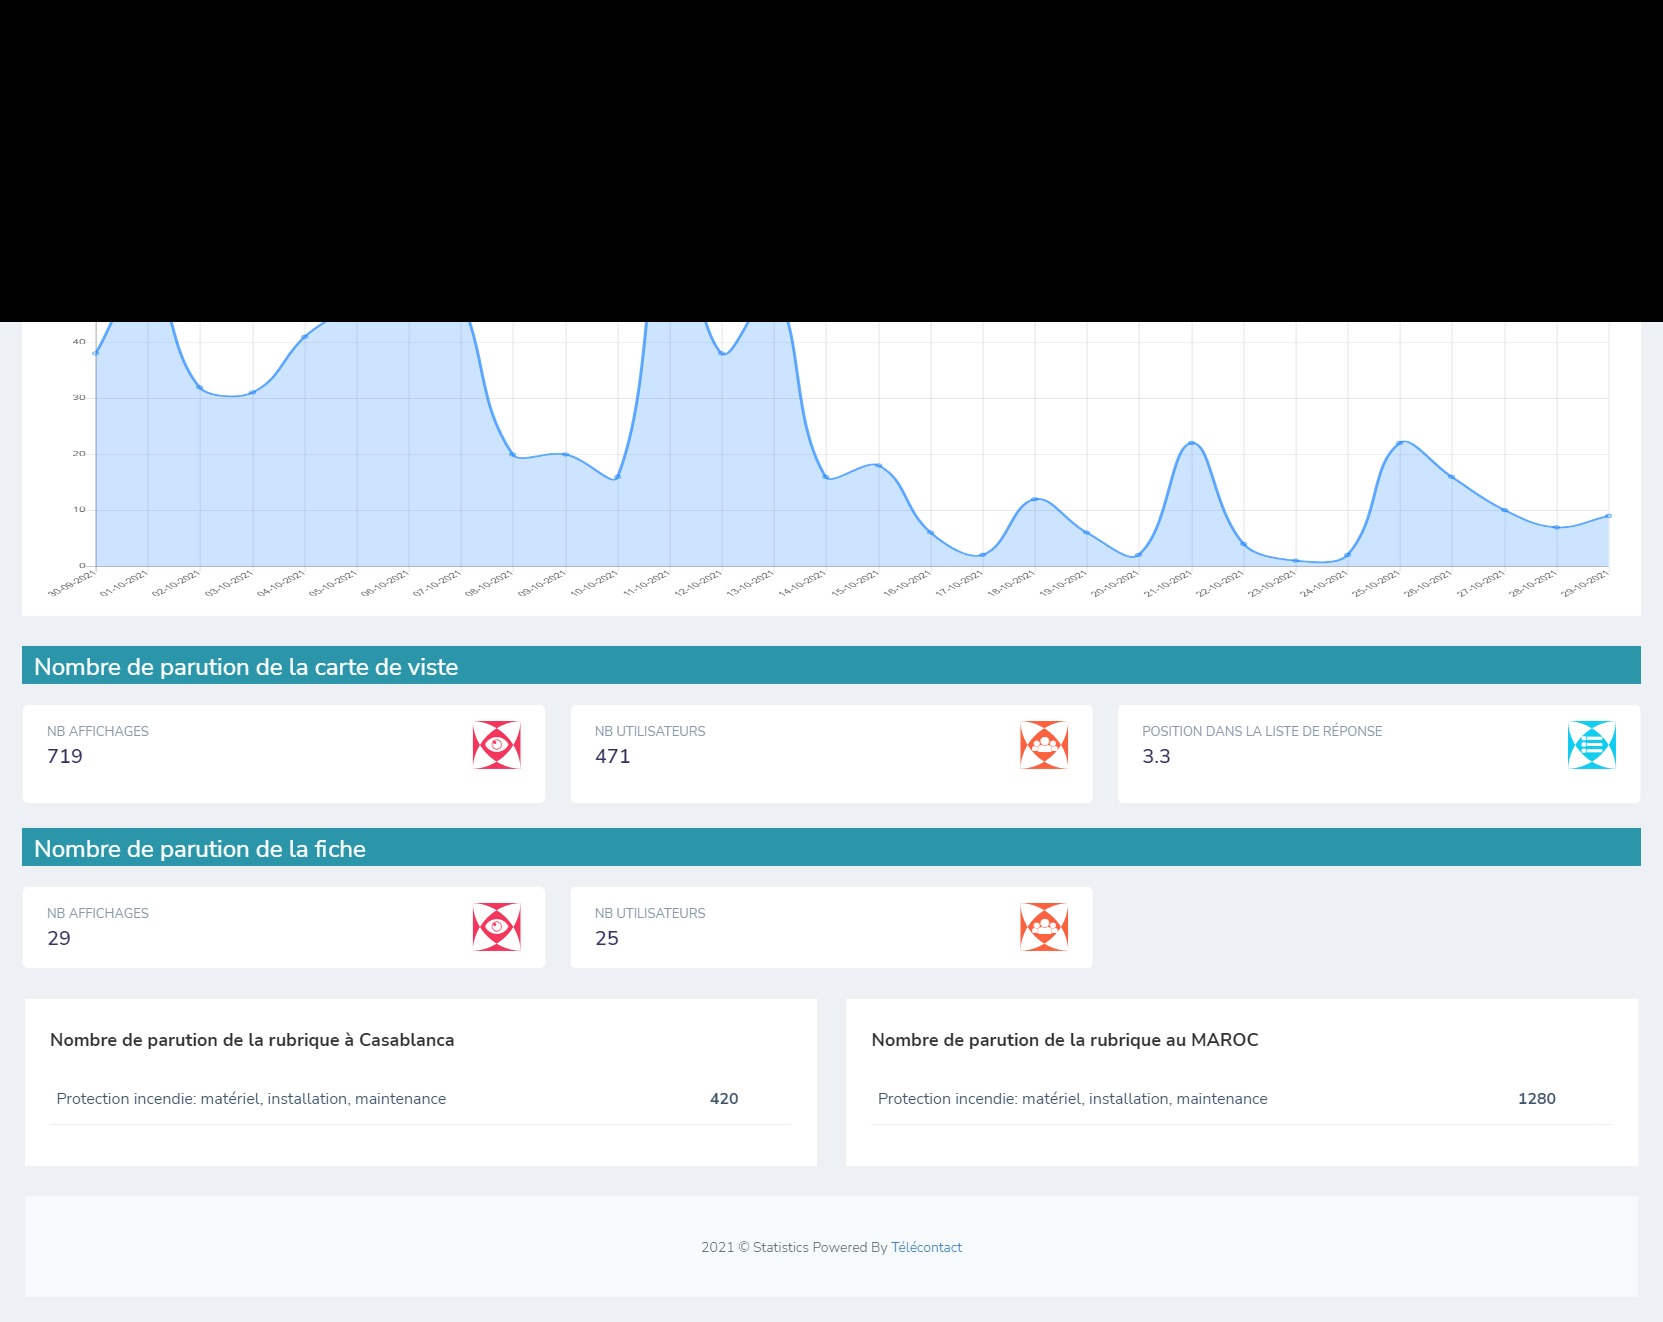 40
30
20
10
0
30-09-2021 01-10-2021 02-10-2021 03-10-2021 04-10-2021 05-10-2021 06-10-2021 07-10-2021 08-10-2021 09-10-2021 10-10-2021 11-10-2021 12-10-2021 13-10-2021 14-10-2021 15-10-2021 16-10-2021 17-10-2021 18-10-2021 19-10-2021 20-10-2021 21-10-2021 22-10-2021 23-10-2021 24-10-2021 25-10-2021 26-10-2021 27-10-2021 28-10-2021 29-10-2021
Nombre de parution de la carte de viste
NB AFFICHAGES
719
NB UTILISATEURS
471
POSITION DANS LA LISTE DE RÉPONSE
3.3
Nombre de parution de la fiche
NB AFFICHAGES
29
NB UTILISATEURS
25
Nombre de parution de la rubrique à Casablanca
Protection incendie: matériel, installation, maintenance 420
Nombre de parution de la rubrique au MAROC
Protection incendie: matériel, installation, maintenance 1280
2021 © Statistics Powered By Télécontact